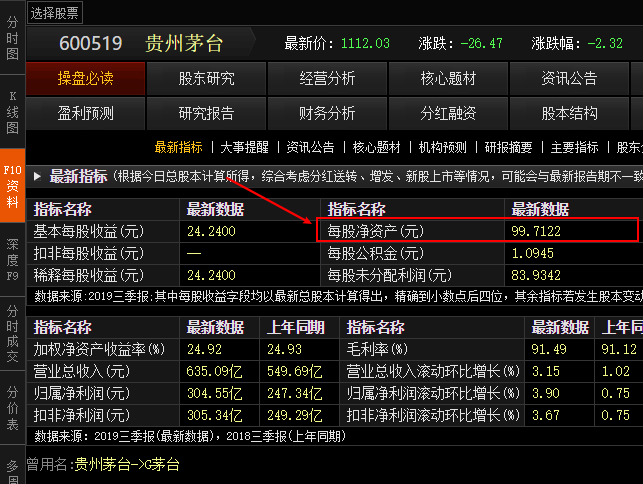 选择股票
分时图
K线图
F10资料
深度F9
分时成交
分价表
多周
600519 贵州茅台 最新价: 1112.03 涨跌: -26.47 涨跌幅: -2.32
操盘必读 股东研究 经营分析 核心题材 资讯公告
盈利预测 研究报告 财务分析 分红融资 股本结构
最新指标 | 大事提醒 | 资讯公告 | 核心题材 | 机构预测 | 研报摘要 | 主要指标 | 股东
最新指标 (根据今日总股本计算所得，综合考虑分红送转、增发、新股上市等情况，可能会与最新报告期不一致
指标名称 最新数据 指标名称 最新数据
基本每股收益(元) 24.2400 每股净资产(元) 99.7122
扣非每股收益(元) — 每股公积金(元) 1.0945
稀释每股收益(元) 24.2400 每股未分配利润(元) 83.9342
数据来源:2019三季报;其中每股收益字段均以最新总股本计算得出，精确到小数点后四位，其余指标若发生股本变动
指标名称 最新数据 上年同期 指标名称 最新数据 上年同
加权净资产收益率(%) 24.92 24.93 毛利率(%) 91.49 91.12
营业总收入(元) 635.09亿 549.69亿 营业总收入滚动环比增长(%) 3.15 1.02
归属净利润(元) 304.55亿 247.34亿 归属净利润滚动环比增长(%) 3.90 0.75
扣非净利润(元) 305.34亿 249.29亿 扣非净利润滚动环比增长(%) 3.67 0.75
数据来源: 2019三季报(最新数据)，2018三季报(上年同期)
曾用名:贵州茅台->G茅台